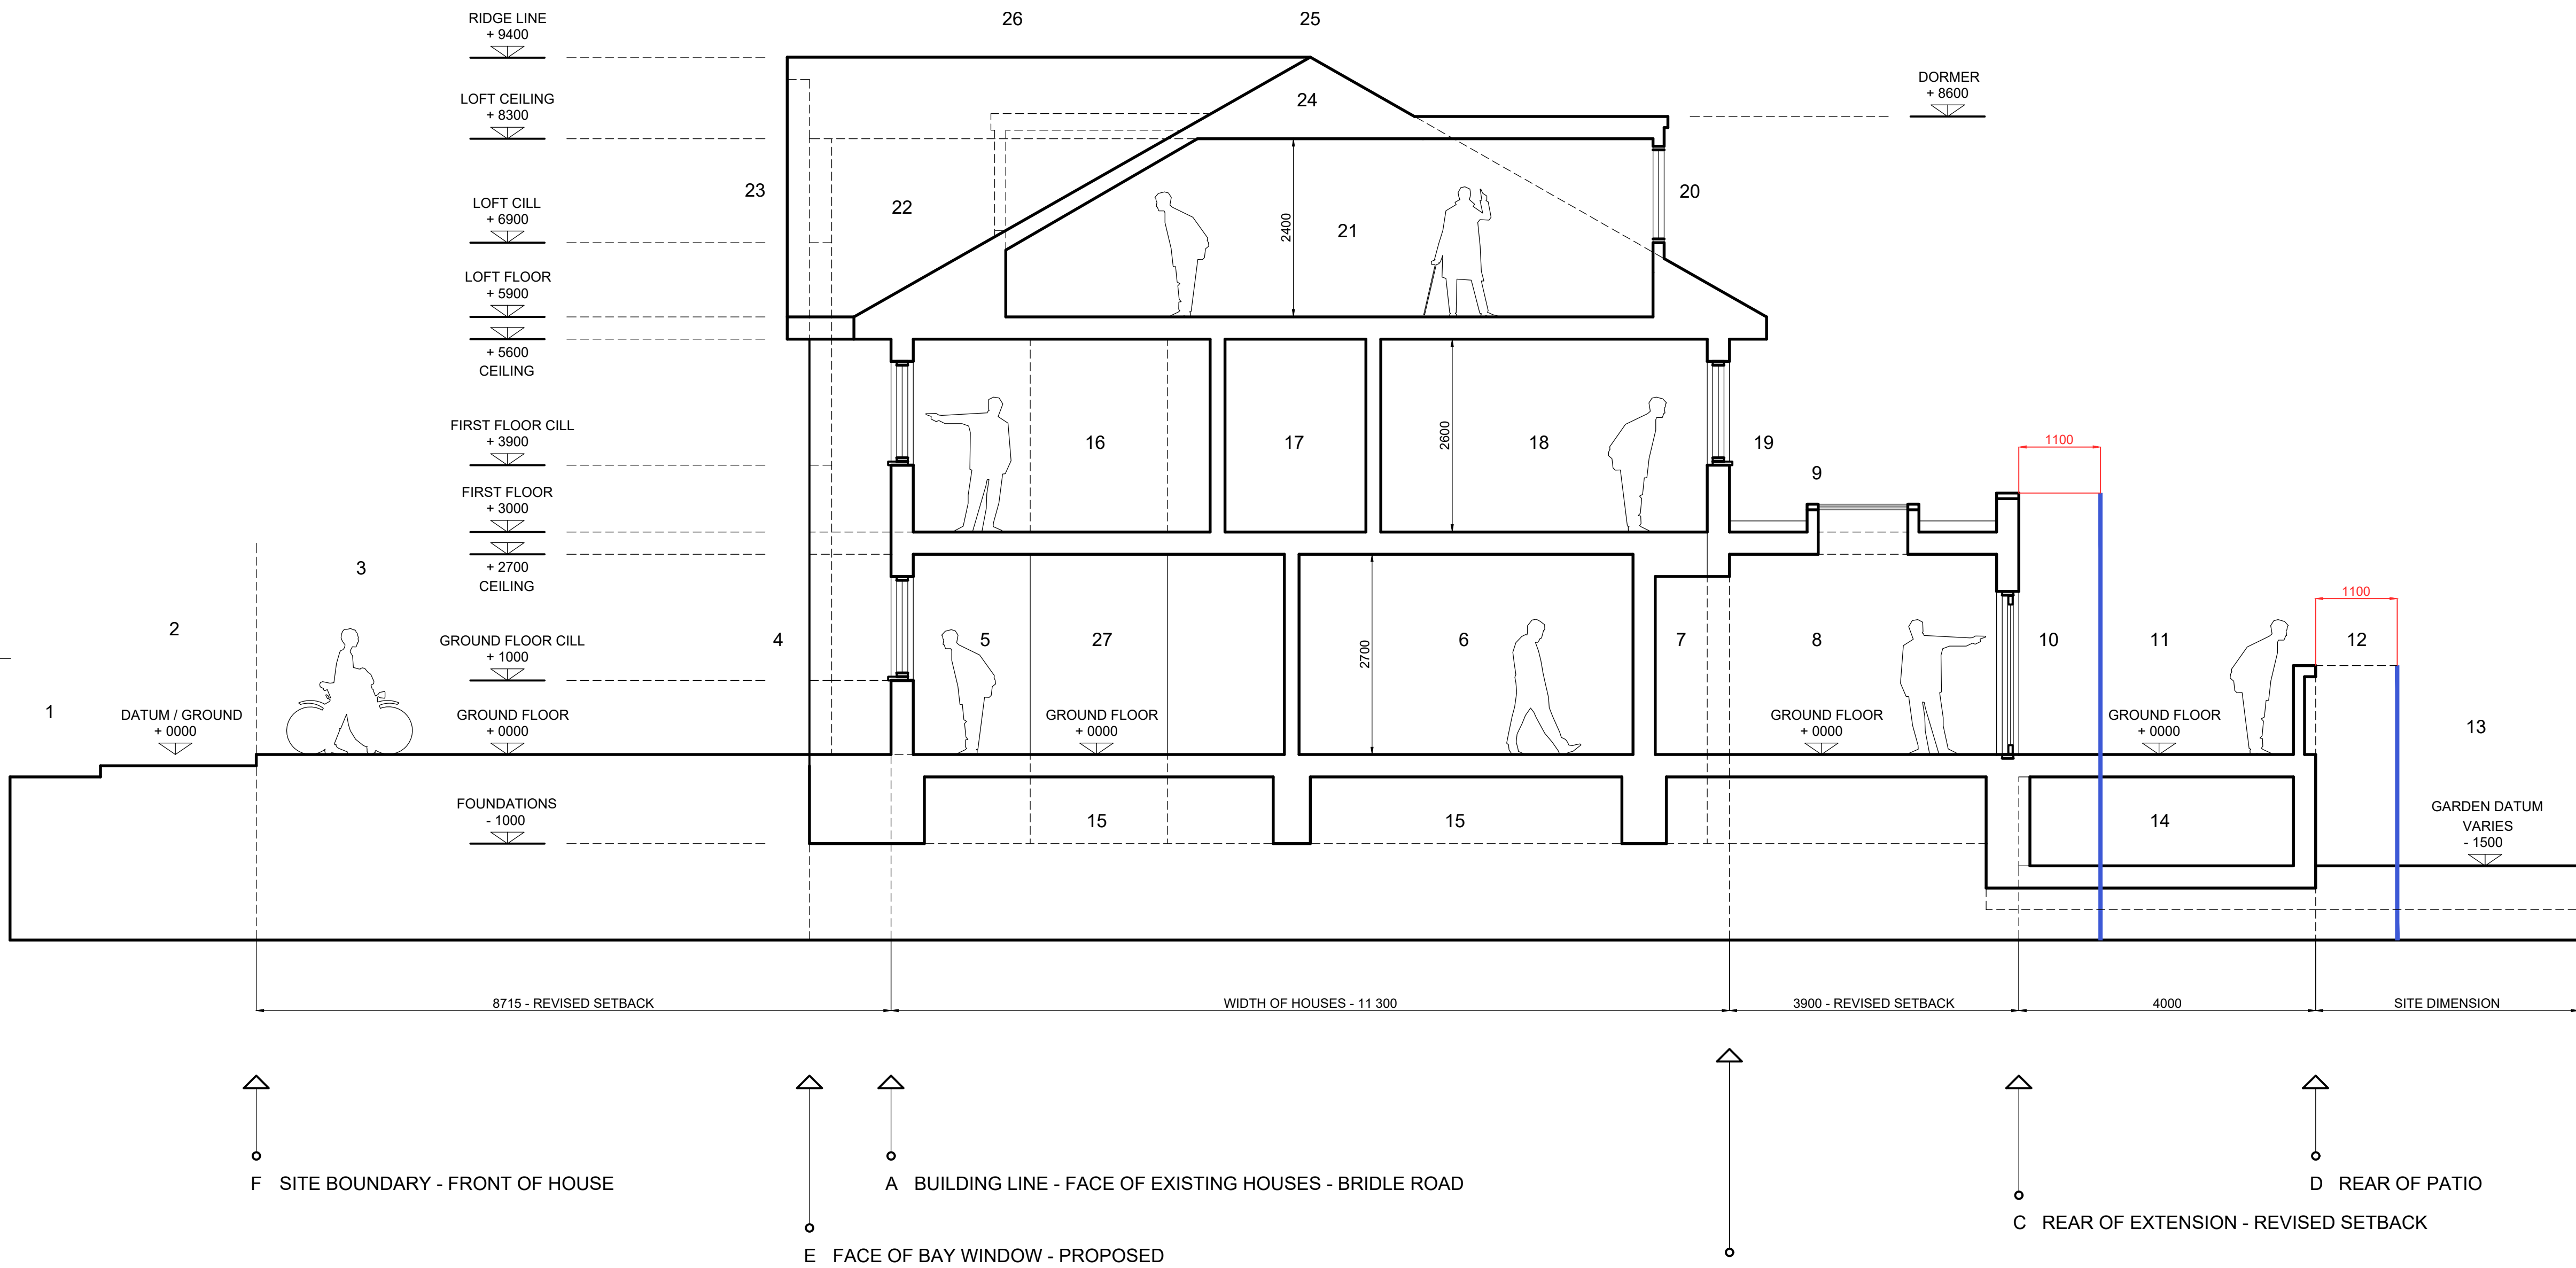 RIDGE LINE
+ 9400
26
25
LOFT CEILING
+ 8300
24
DORMER
+ 8600
23
22
20
LOFT CILL
+ 6900
2400
21
LOFT FLOOR
+ 5900
+ 5600
CEILING
FIRST FLOOR CILL
+ 3900
16
17
2600
18
19
9
1100
FIRST FLOOR
+ 3000
+ 2700
CEILING
2
3
1100
GROUND FLOOR CILL
+ 1000
4
5
27
2700
6
7
8
10
11
12
1
DATUM / GROUND
+ 0000
GROUND FLOOR
+ 0000
GROUND FLOOR
+ 0000
GROUND FLOOR
+ 0000
GROUND FLOOR
+ 0000
13
FOUNDATIONS
- 1000
15
15
14
GARDEN DATUM
VARIES
- 1500
8715 - REVISED SETBACK
WIDTH OF HOUSES - 11 300
3900 - REVISED SETBACK
4000
SITE DIMENSION
F SITE BOUNDARY - FRONT OF HOUSE
A BUILDING LINE - FACE OF EXISTING HOUSES - BRIDLE ROAD
D REAR OF PATIO
C REAR OF EXTENSION - REVISED SETBACK
E FACE OF BAY WINDOW - PROPOSED